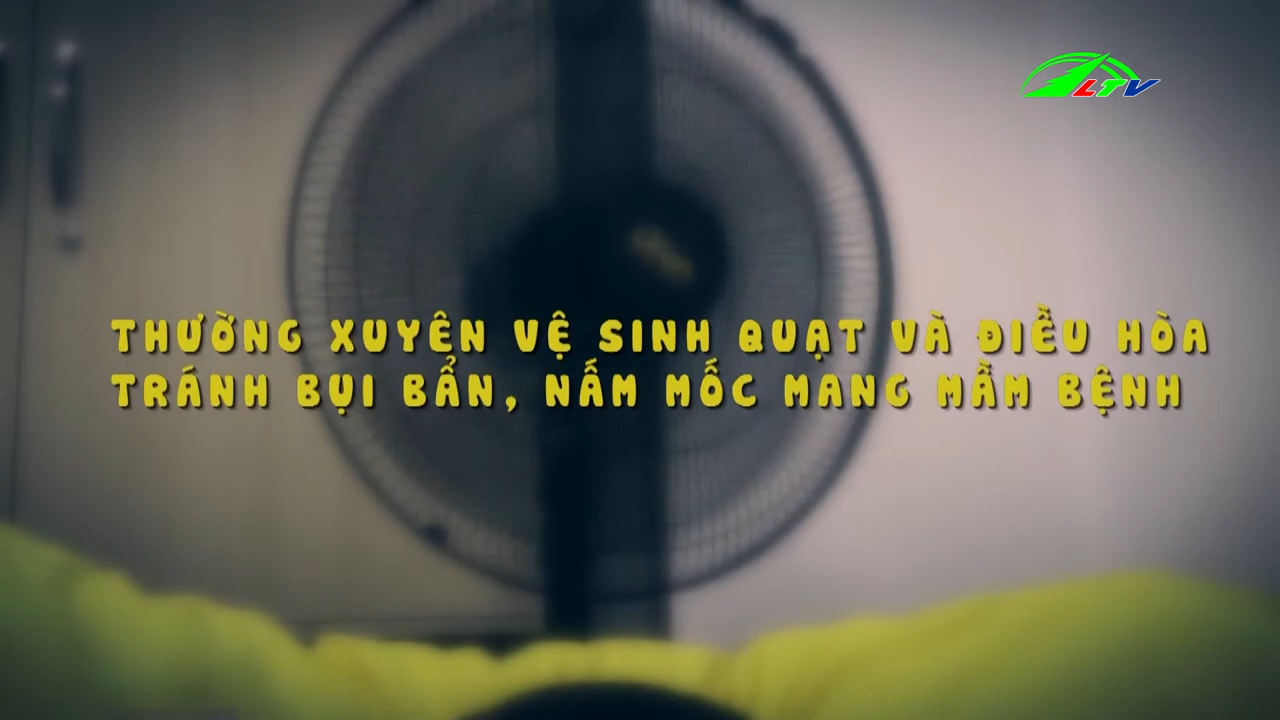 LTV
THƯỜNG XUYÊN VỆ SINH QUẠT VÀ ĐIỀU HÒA
TRÁNH BỤI BẨN, NẤM MỐC MANG MẦM BỆNH